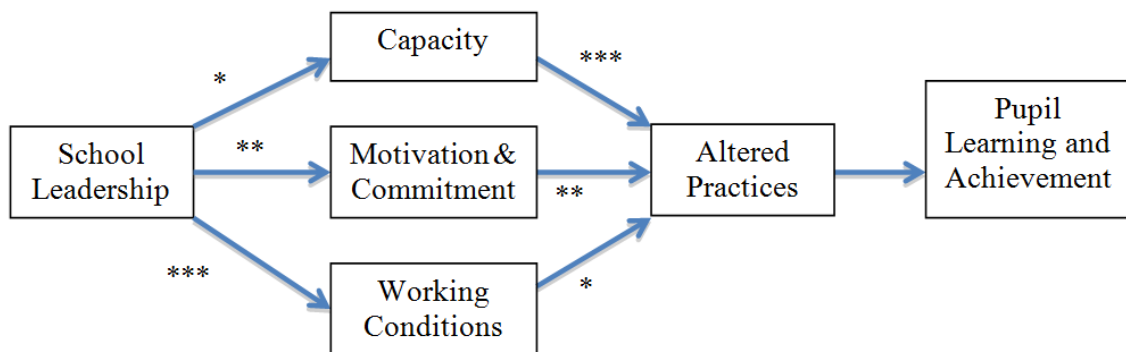 Capacity
*
***
School
Leadership
**
Motivation &
Commitment
**
Altered
Practices
Pupil
Learning and
Achievement
***
Working
Conditions
*